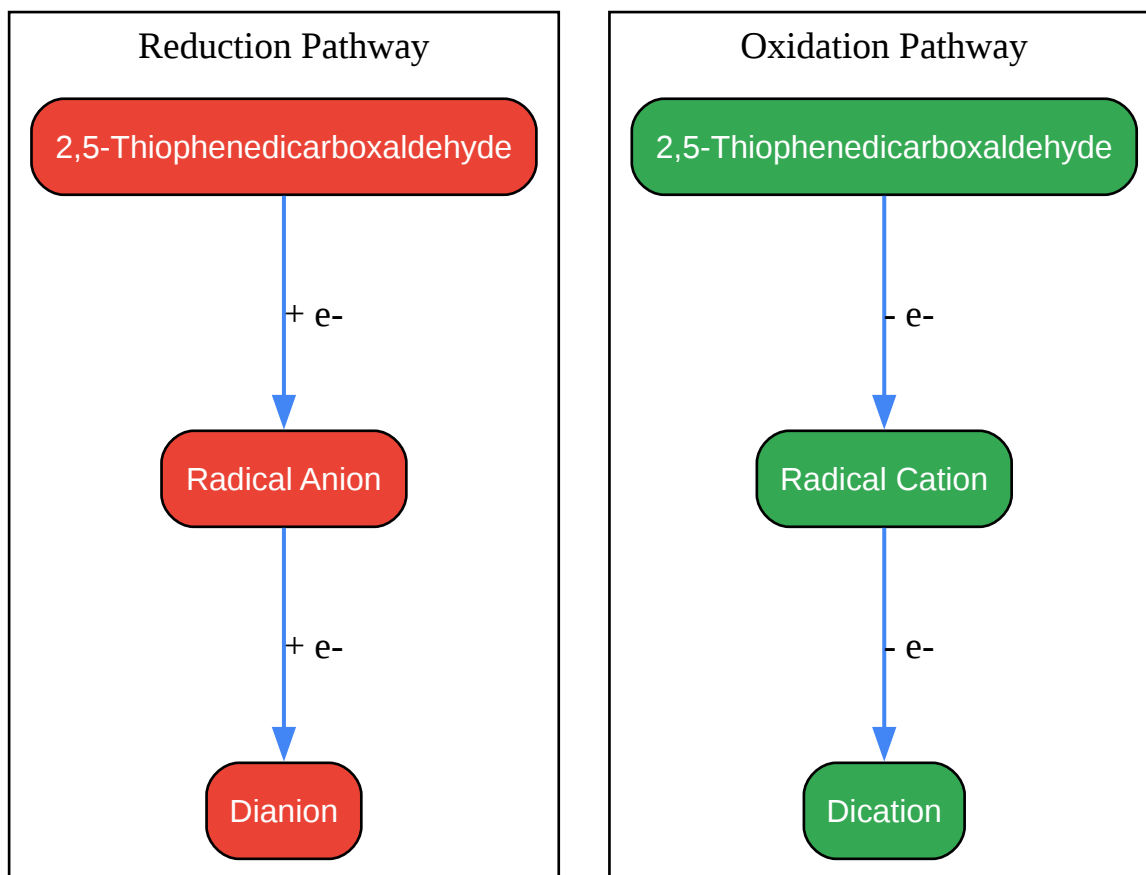 Reduction Pathway
2,5-Thiophenedicarboxaldehyde
+ e-
Radical Anion
+ e-
Dianion
Oxidation Pathway
2,5-Thiophenedicarboxaldehyde
- e-
Radical Cation
- e-
Dication